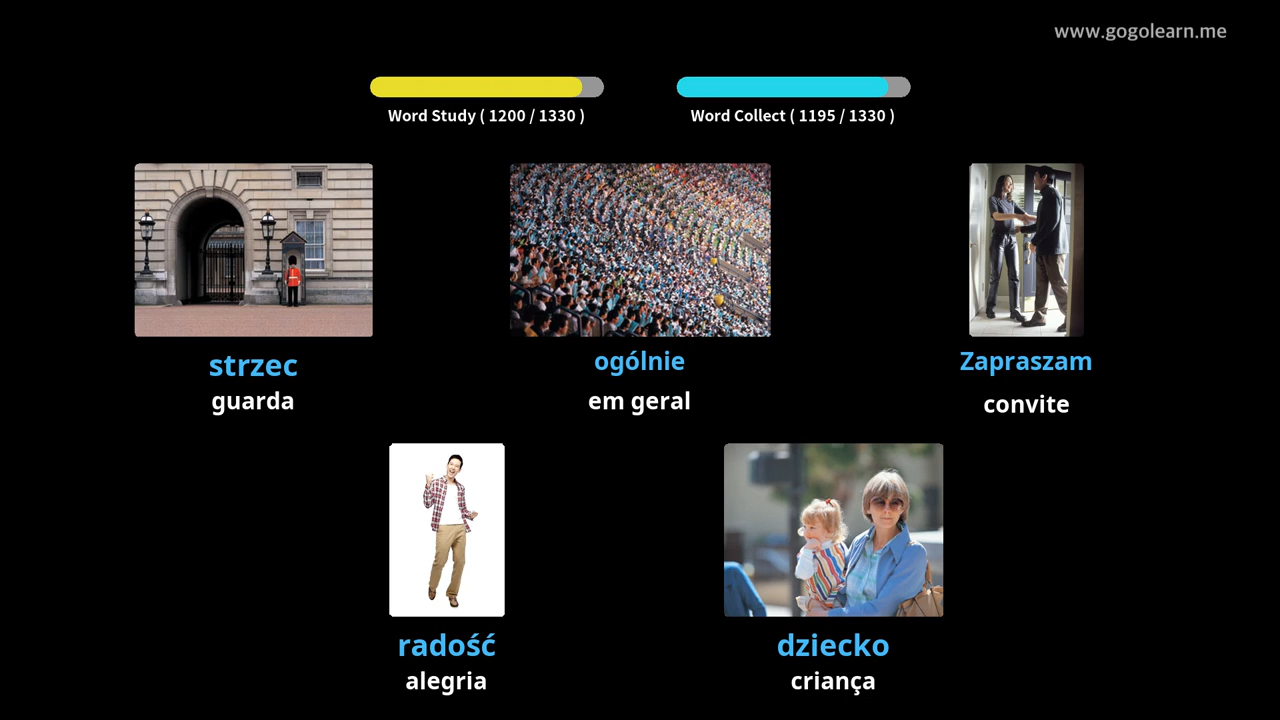 www.gogolearn.me
Word Study ( 1200 / 1330 )
Word Collect ( 1195 / 1330 )
strzec
guarda
ogólnie
em geral
Zapraszam
convite
radość
alegria
dziecko
criança